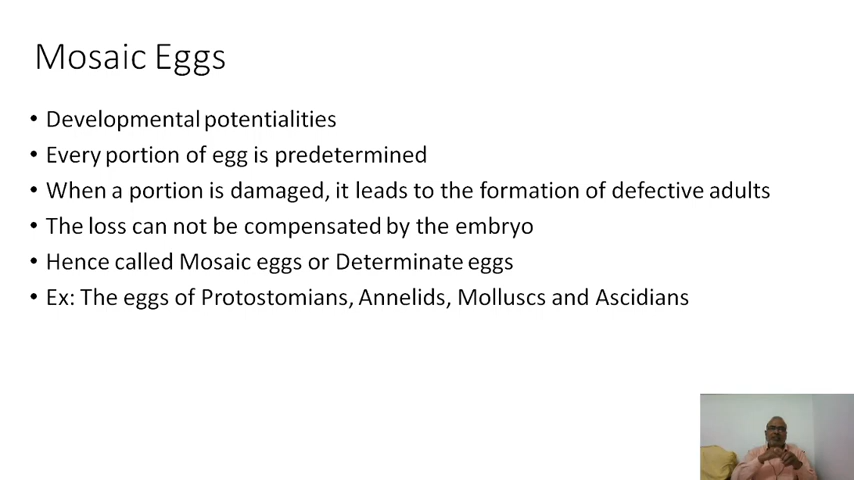 Mosaic Eggs
• Developmental potentialities
• Every portion of egg is predetermined
• When a portion is damaged, it leads to the formation of defective adults
• The loss can not be compensated by the embryo
• Hence called Mosaic eggs or Determinate eggs
• Ex: The eggs of Protostomians, Annelids, Molluscs and Ascidians